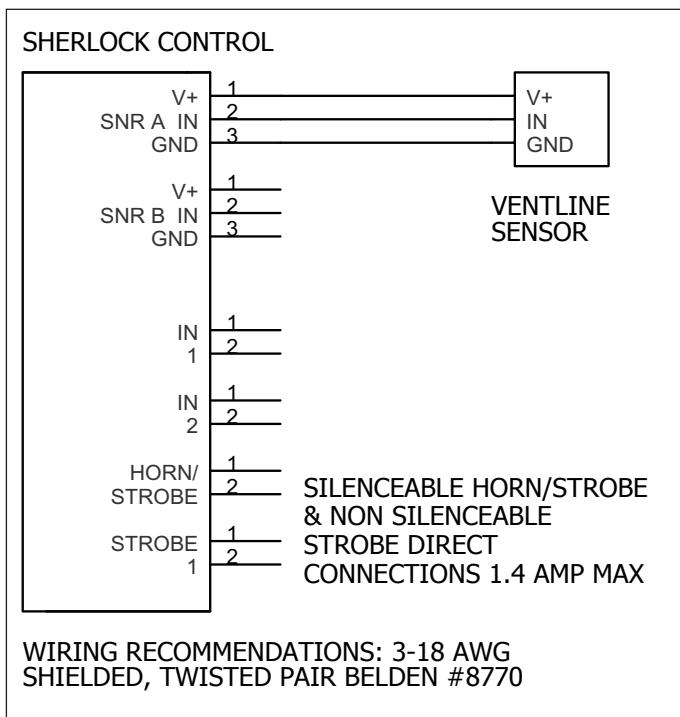 SHERLOCK CONTROL
V+ 1 V+
SNR A IN 2 IN
GND 3 GND
V+ 1
SNR B IN 2
GND 3
VENTLINE
SENSOR
IN 1
1 2
IN 1
2 2
HORN/ 1
STROBE 2
STROBE 1
1 2
SILENCEABLE HORN/STROBE
& NON SILENCEABLE
STROBE DIRECT
CONNECTIONS 1.4 AMP MAX
WIRING RECOMMENDATIONS: 3-18 AWG
SHIELDED, TWISTED PAIR BELDEN #8770